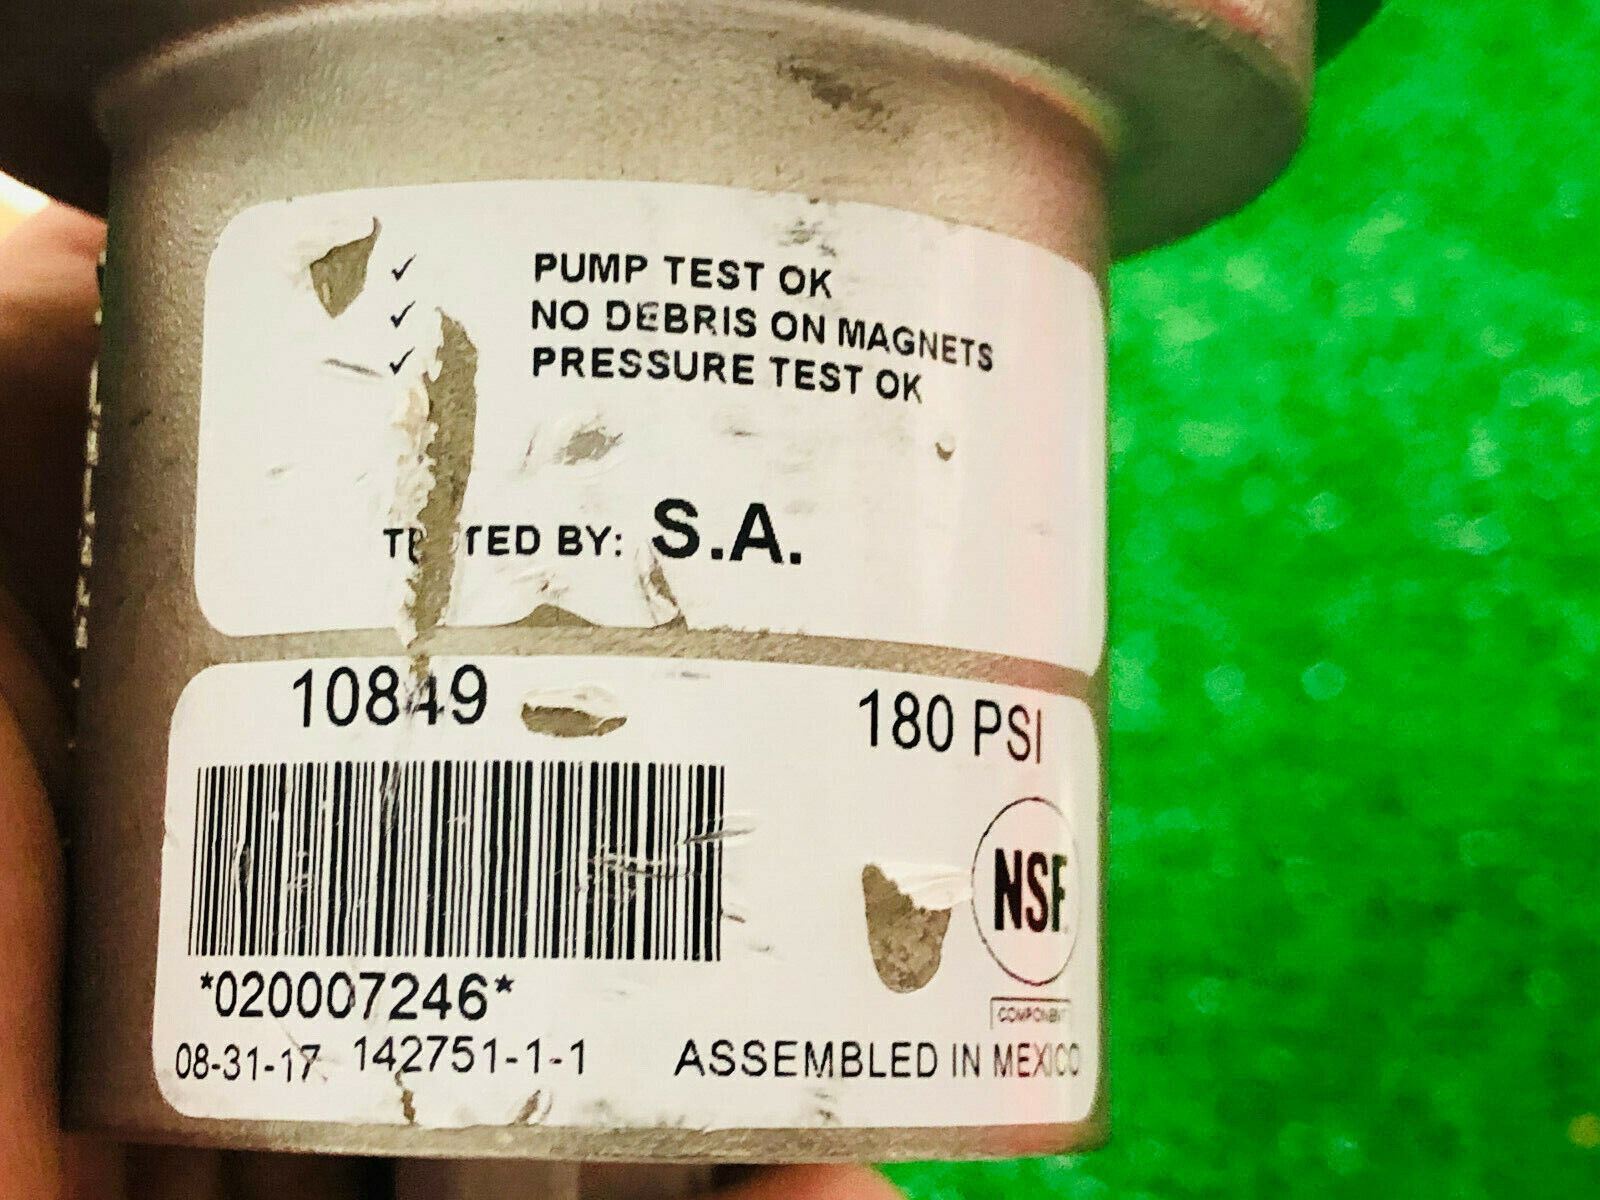 ✓ PUMP TEST OK
✓ NO DEBRIS ON MAGNETS
✓ PRESSURE TEST OK
TESTED BY: S.A.
10849 180 PSI
NSF
COMPONENT
*020007246*
08-31-17 142751-1-1 ASSEMBLED IN MEXICO